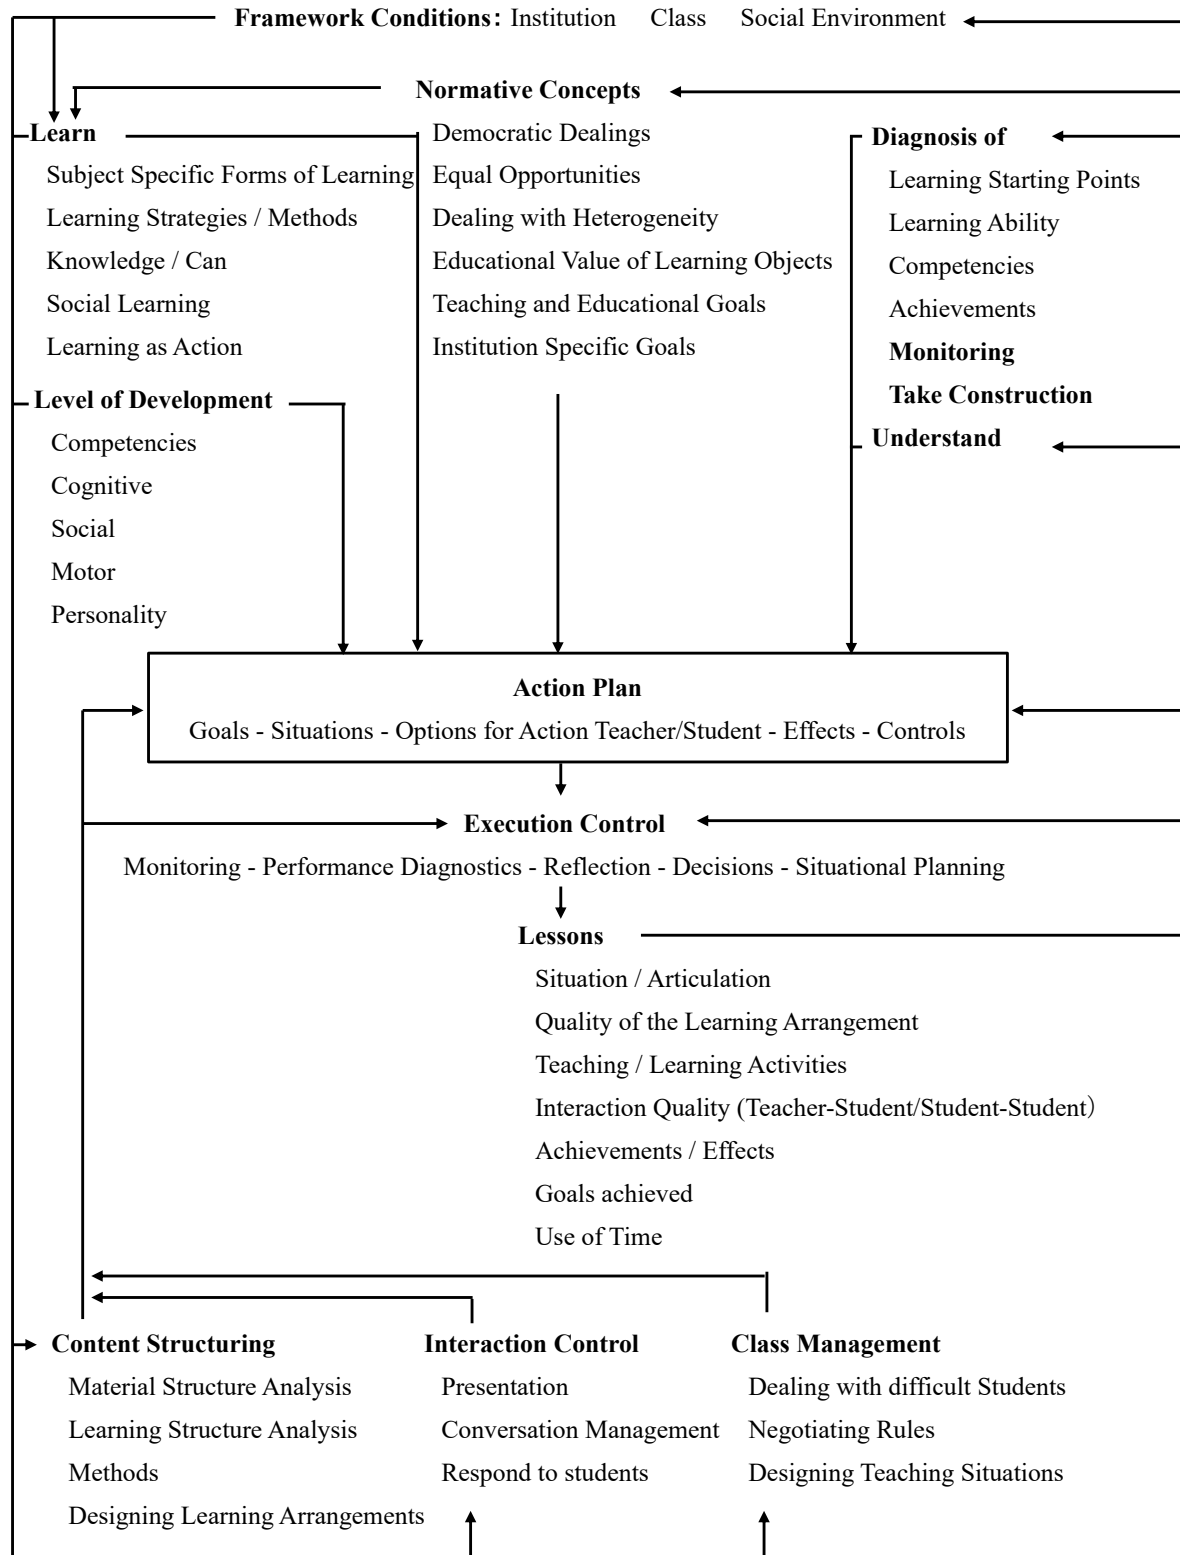 Framework Conditions: Institution Class Social Environment
Normative Concepts
Democratic Dealings
Equal Opportunities
Dealing with Heterogeneity
Educational Value of Learning Objects
Teaching and Educational Goals
Institution Specific Goals
Learn
Subject Specific Forms of Learning
Learning Strategies / Methods
Knowledge / Can
Social Learning
Learning as Action
Level of Development
Competencies
Cognitive
Social
Motor
Personality
Diagnosis of
Learning Starting Points
Learning Ability
Competencies
Achievements
Monitoring
Take Construction
Understand
Action Plan
Goals - Situations - Options for Action Teacher/Student - Effects - Controls
Execution Control
Monitoring - Performance Diagnostics - Reflection - Decisions - Situational Planning
Lessons
Situation / Articulation
Quality of the Learning Arrangement
Teaching / Learning Activities
Interaction Quality (Teacher-Student/Student-Student）
Achievements / Effects
Goals achieved
Use of Time
Content Structuring
Material Structure Analysis
Learning Structure Analysis
Methods
Designing Learning Arrangements
Interaction Control
Presentation
Conversation Management
Respond to students
Class Management
Dealing with difficult Students
Negotiating Rules
Designing Teaching Situations